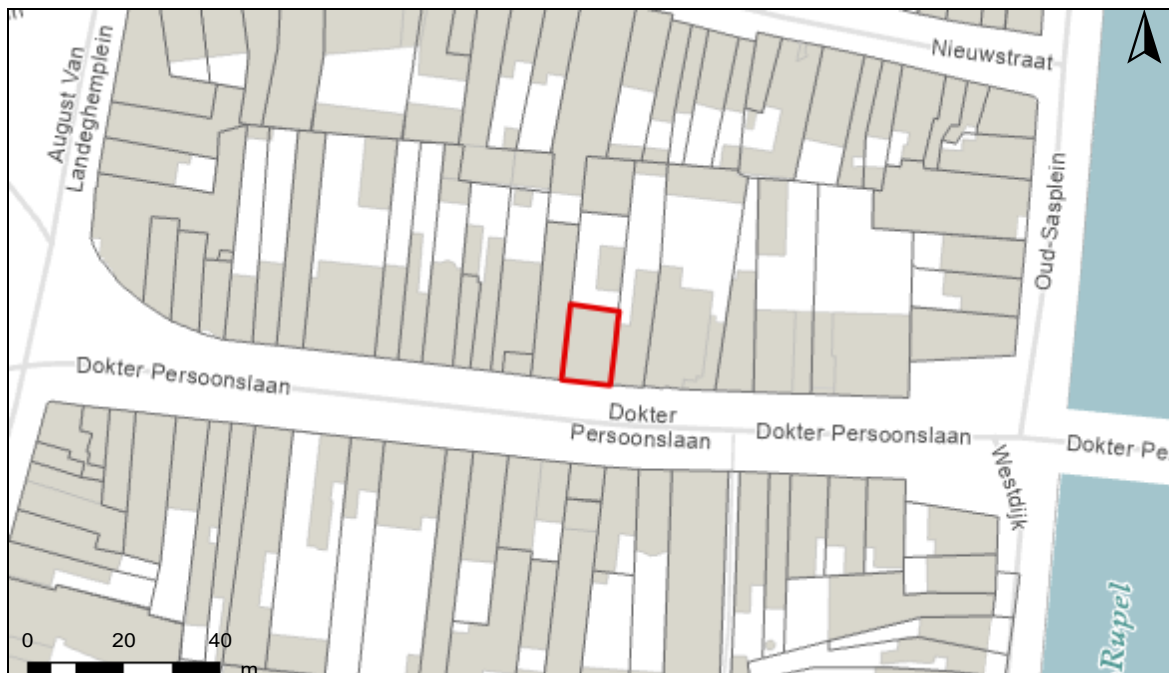 Nieuwstraat
August Van
Landeghemplein
Oud-Sasplein
Dokter Persoonslaan
Dokter
Persoonslaan
Dokter Persoonslaan
Dokter Pe
Westdijk
Rupel
0 20 40
m